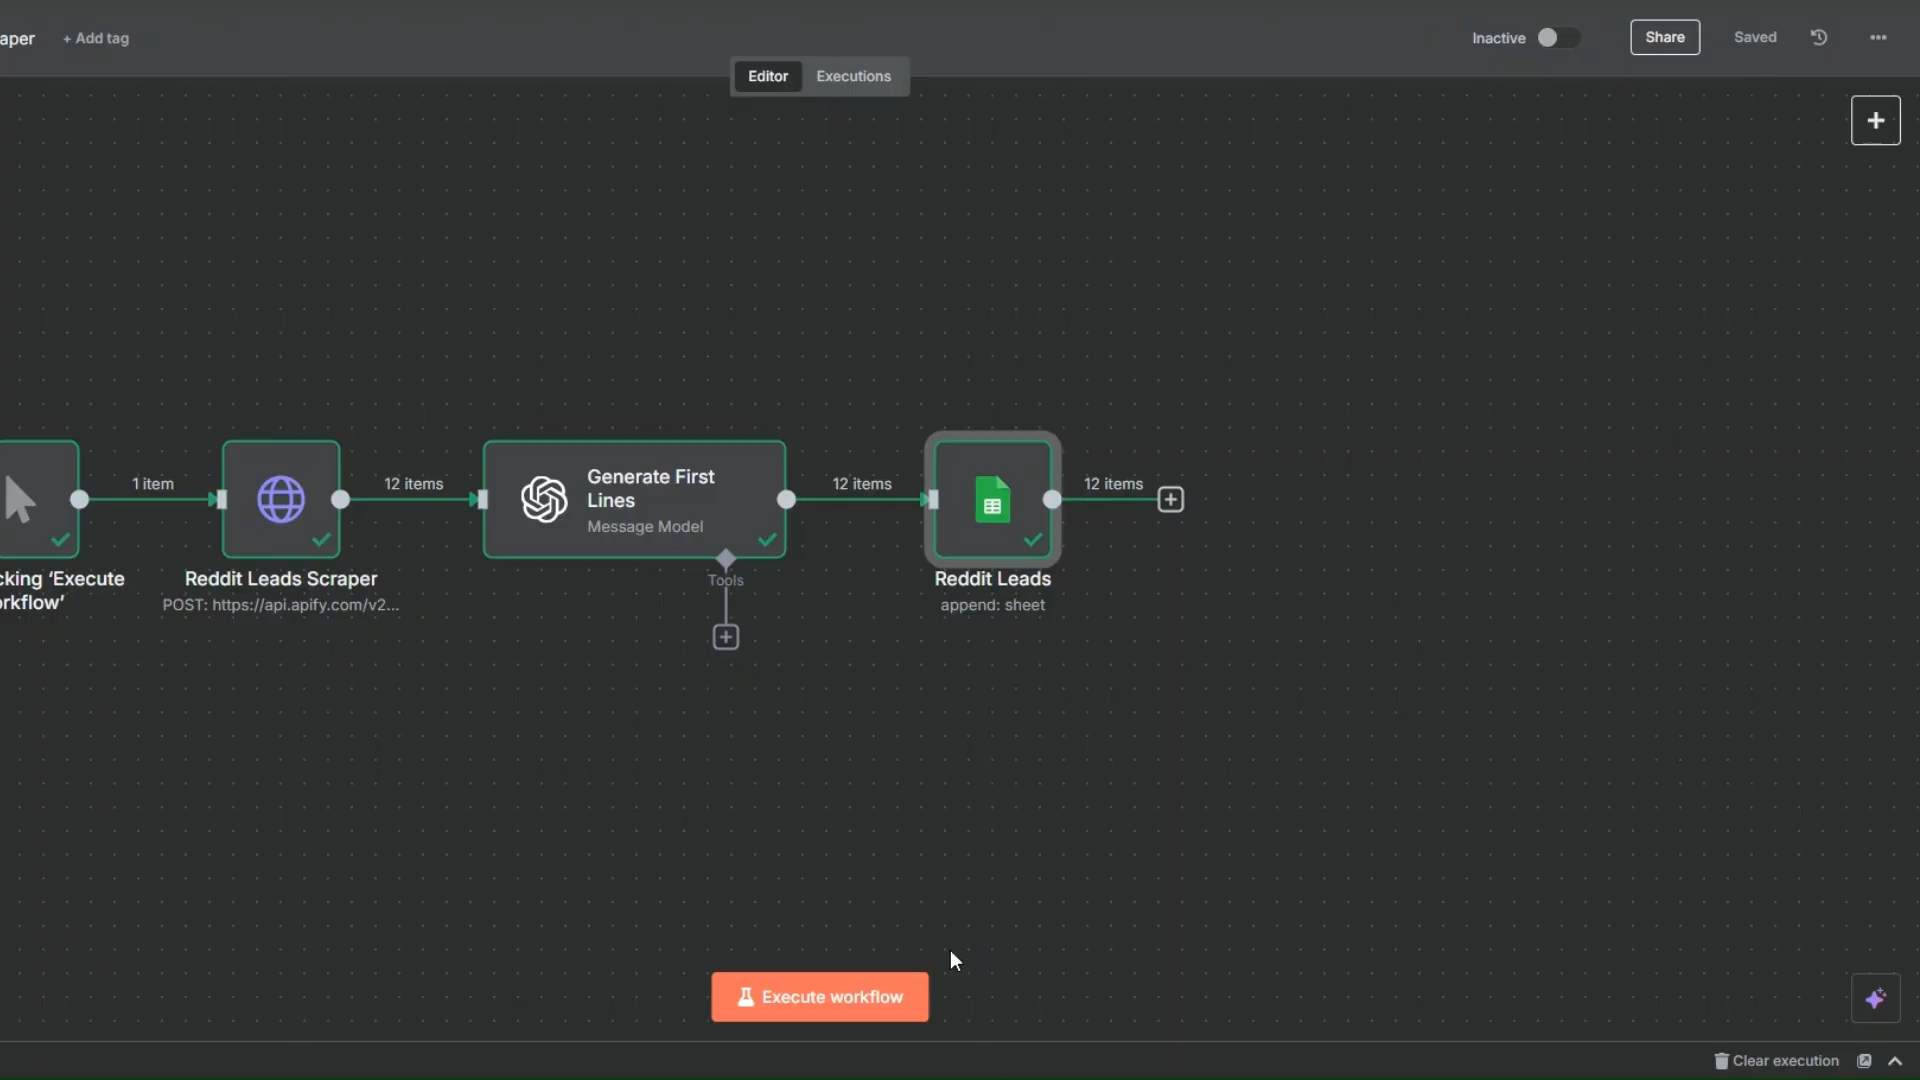 aper
+ Add tag
Inactive
Share
Saved
Editor
Executions
1 item
12 items
Generate First
Lines
Message Model
12 items
12 items
Tools
cking ‘Execute
orkflow’
Reddit Leads Scraper
POST: https://api.apify.com/v2...
Reddit Leads
append: sheet
Execute workflow
Clear execution